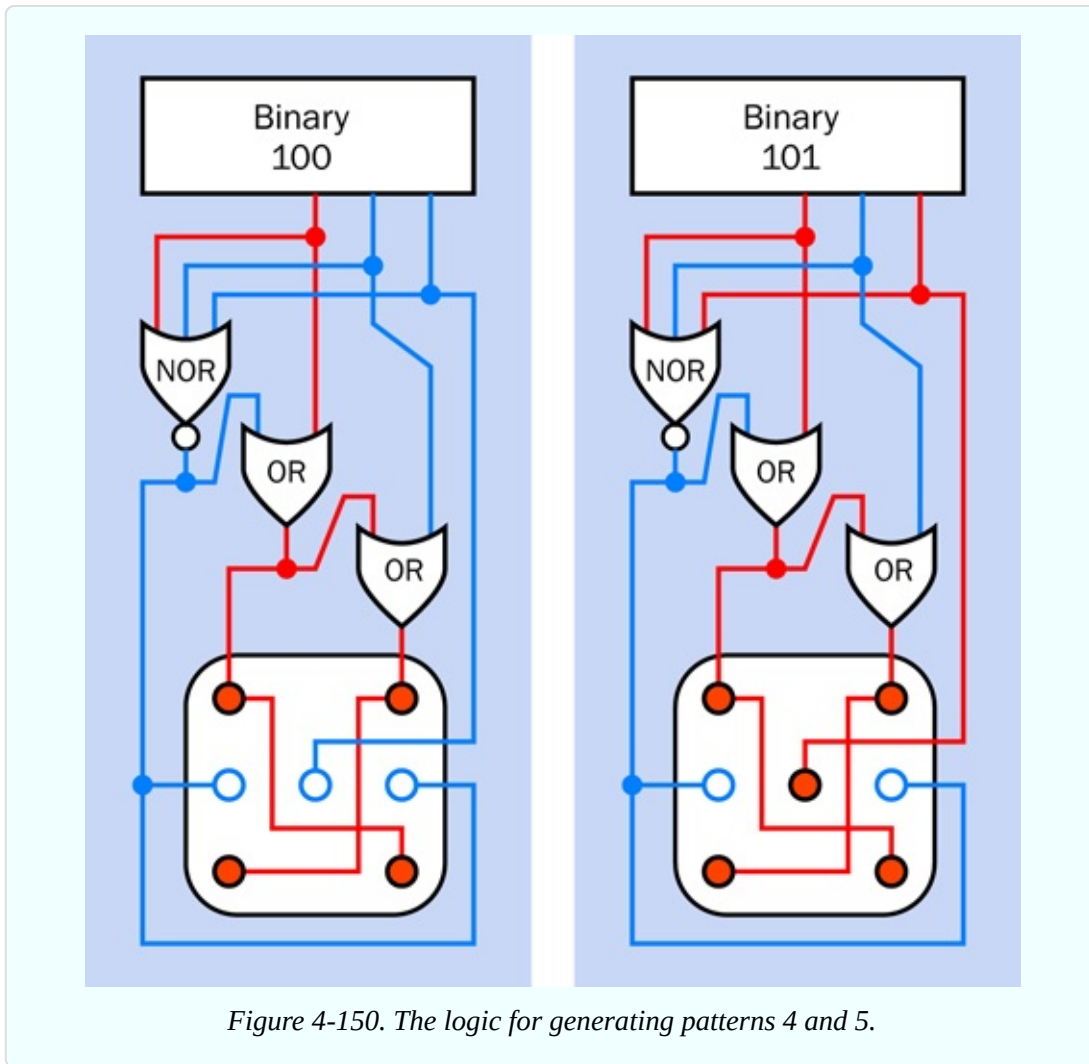 Binary
100
NOR
OR
OR
Binary
101
NOR
OR
OR
Figure 4-150. The logic for generating patterns 4 and 5.